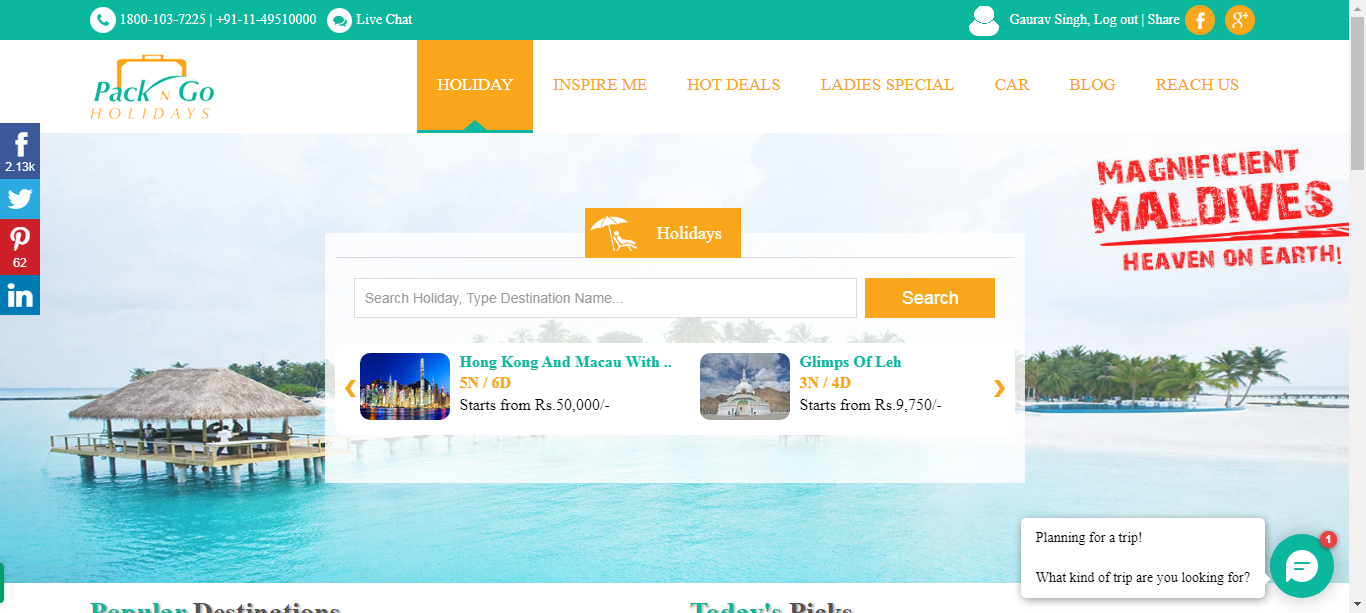 1800-103-7225 | +91-11-49510000 Live Chat
Gaurav Singh, Log out | Share
Pack N Go
HOLIDAYS
HOLIDAY INSPIRE ME HOT DEALS LADIES SPECIAL CAR BLOG REACH US
2.13k
62
MAGNIFICIENT
MALDIVES
HEAVEN ON EARTH!
Holidays
Search Holiday, Type Destination Name...
Search
Hong Kong And Macau With ..
5N / 6D
Starts from Rs.50,000/-
Glimps Of Leh
3N / 4D
Starts from Rs.9,750/-
Planning for a trip!
What kind of trip are you looking for?
1
Popular Destinations
Today's Picks